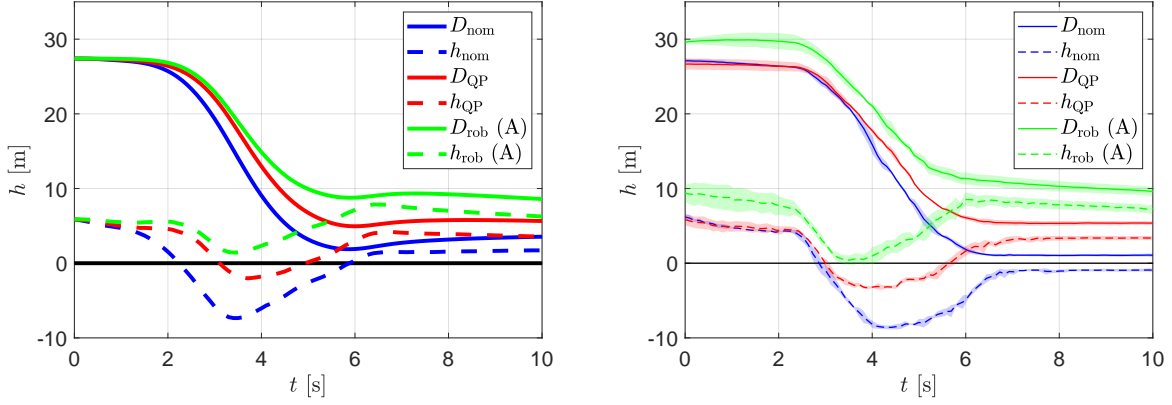 30
20
10
0
-10
h [m]
0
2
4
6
8
10
t [s]
D_nom
h_nom
D_QP
h_QP
D_rob (A)
h_rob (A)
30
20
10
0
-10
h [m]
0
2
4
6
8
10
t [s]
D_nom
h_nom
D_QP
h_QP
D_rob (A)
h_rob (A)